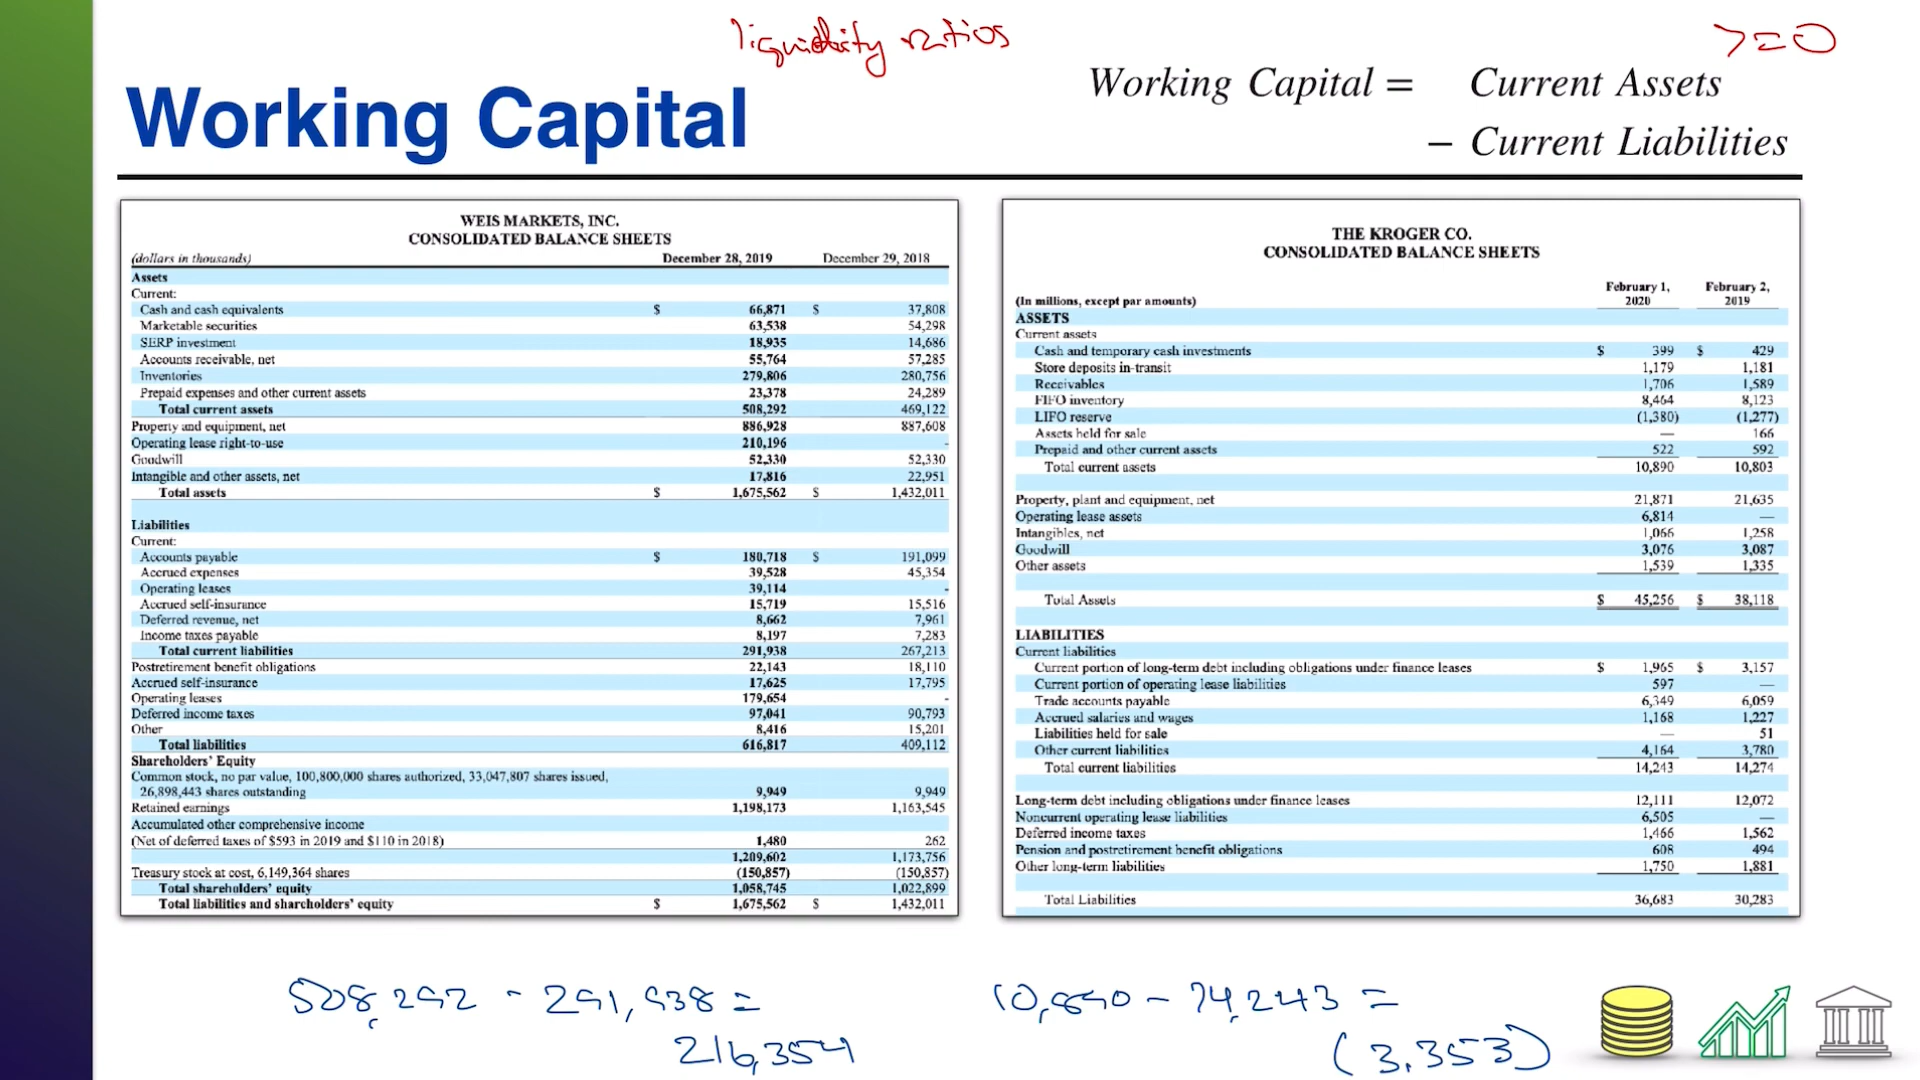 liquidity ratios
>=0
Working Capital
Working Capital = Current Assets
− Current Liabilities
WEIS MARKETS, INC.
CONSOLIDATED BALANCE SHEETS
(dollars in thousands) December 28, 2019 December 29, 2018
Assets
Current:
Cash and cash equivalents $ 66,871 $ 37,808
Marketable securities 63,538 54,298
SERP investment 18,935 14,686
Accounts receivable, net 55,764 57,285
Inventories 279,806 280,756
Prepaid expenses and other current assets 23,378 24,289
Total current assets 508,292 469,122
Property and equipment, net 886,928 887,608
Operating lease right-to-use 210,196 -
Goodwill 52,330 52,330
Intangible and other assets, net 17,816 22,951
Total assets $ 1,675,562 $ 1,432,011
Liabilities
Current:
Accounts payable $ 180,718 $ 191,099
Accrued expenses 39,528 45,354
Operating leases 39,114 -
Accrued self-insurance 15,719 15,516
Deferred revenue, net 8,662 7,961
Income taxes payable 8,197 7,283
Total current liabilities 291,938 267,213
Postretirement benefit obligations 22,143 18,110
Accrued self-insurance 17,625 17,795
Operating leases 179,654 -
Deferred income taxes 97,041 90,793
Other 8,416 15,201
Total liabilities 616,817 409,112
Shareholders' Equity
Common stock, no par value, 100,800,000 shares authorized, 33,047,807 shares issued,
26,898,443 shares outstanding 9,949 9,949
Retained earnings 1,198,173 1,163,545
Accumulated other comprehensive income
(Net of deferred taxes of $593 in 2019 and $110 in 2018) 1,480 262
1,209,602 1,173,756
Treasury stock at cost, 6,149,364 shares (150,857) (150,857)
Total shareholders' equity 1,058,745 1,022,899
Total liabilities and shareholders' equity $ 1,675,562 $ 1,432,011
THE KROGER CO.
CONSOLIDATED BALANCE SHEETS
February 1, February 2,
(In millions, except par amounts) 2020 2019
ASSETS
Current assets
Cash and temporary cash investments $ 399 $ 429
Store deposits in-transit 1,179 1,181
Receivables 1,706 1,589
FIFO inventory 8,464 8,123
LIFO reserve (1,380) (1,277)
Assets held for sale — 166
Prepaid and other current assets 522 592
Total current assets 10,890 10,803
Property, plant and equipment, net 21,871 21,635
Operating lease assets 6,814 —
Intangibles, net 1,066 1,258
Goodwill 3,076 3,087
Other assets 1,539 1,335
Total Assets $ 45,256 $ 38,118
LIABILITIES
Current liabilities
Current portion of long-term debt including obligations under finance leases $ 1,965 $ 3,157
Current portion of operating lease liabilities 597 —
Trade accounts payable 6,349 6,059
Accrued salaries and wages 1,168 1,227
Liabilities held for sale — 51
Other current liabilities 4,164 3,780
Total current liabilities 14,243 14,274
Long-term debt including obligations under finance leases 12,111 12,072
Noncurrent operating lease liabilities 6,505 —
Deferred income taxes 1,466 1,562
Pension and postretirement benefit obligations 608 494
Other long-term liabilities 1,750 1,881
Total Liabilities 36,683 30,283
508,292 - 291,938 =
216,354
10,890 - 14,243 =
(3,353)